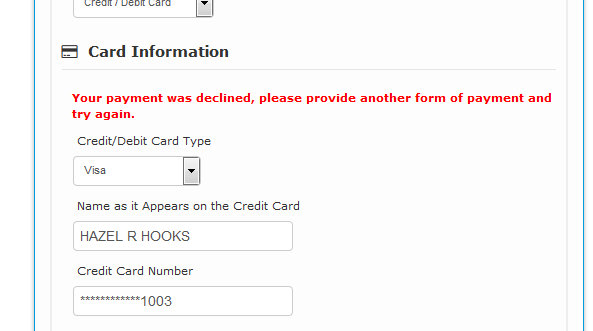 Credit / Debit Card
Card Information
Your payment was declined, please provide another form of payment and
try again.
Credit/Debit Card Type
Visa
Name as it Appears on the Credit Card
HAZEL R HOOKS
Credit Card Number
************1003